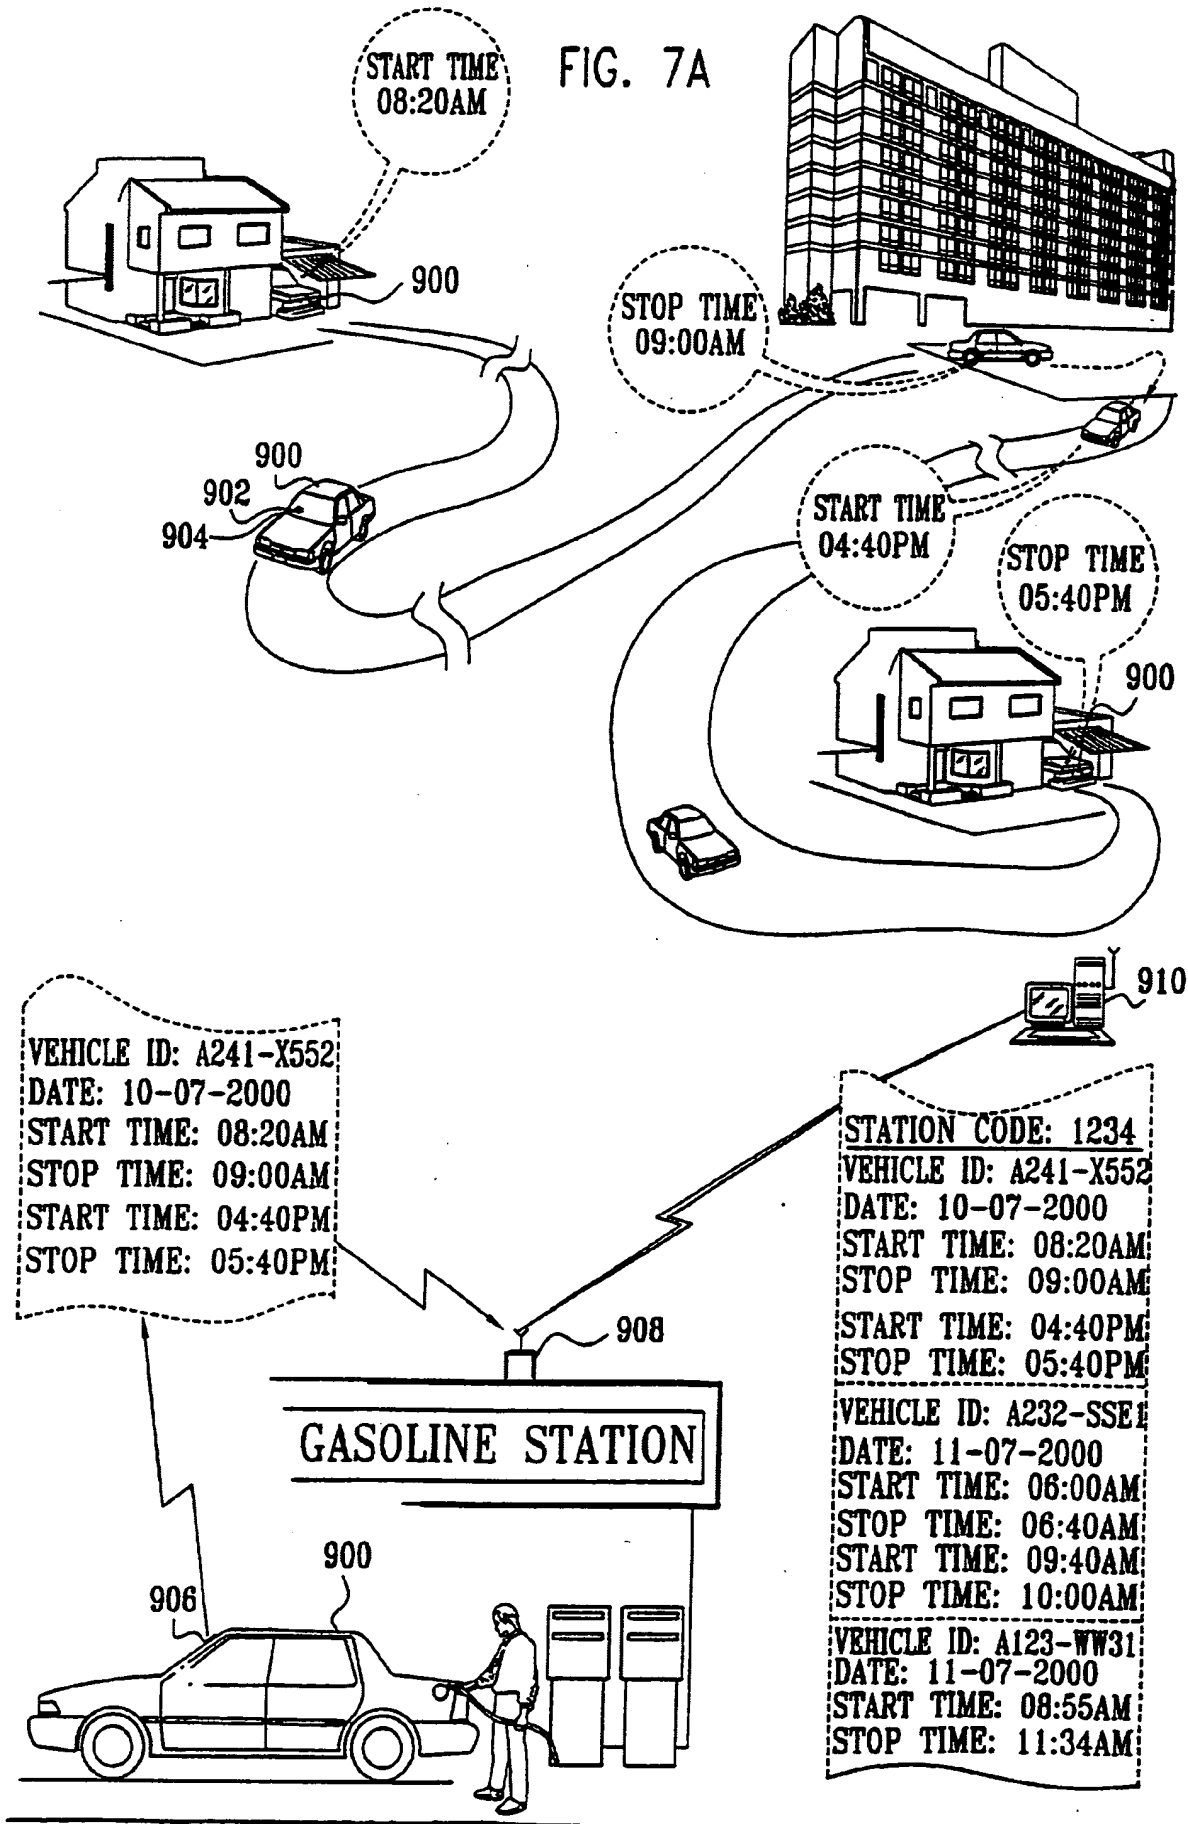 FIG. 7A
START TIME
08:20AM
900
STOP TIME
09:00AM
900
902
904
START TIME
04:40PM
STOP TIME
05:40PM
900
910
VEHICLE ID: A241-X552
DATE: 10-07-2000
START TIME: 08:20AM
STOP TIME: 09:00AM
START TIME: 04:40PM
STOP TIME: 05:40PM
STATION CODE: 1234
VEHICLE ID: A241-X552
DATE: 10-07-2000
START TIME: 08:20AM
STOP TIME: 09:00AM
START TIME: 04:40PM
STOP TIME: 05:40PM
VEHICLE ID: A232-SSE1
DATE: 11-07-2000
START TIME: 06:00AM
STOP TIME: 06:40AM
START TIME: 09:40AM
STOP TIME: 10:00AM
VEHICLE ID: A123-WW31
DATE: 11-07-2000
START TIME: 08:55AM
STOP TIME: 11:34AM
908
GASOLINE STATION
900
906